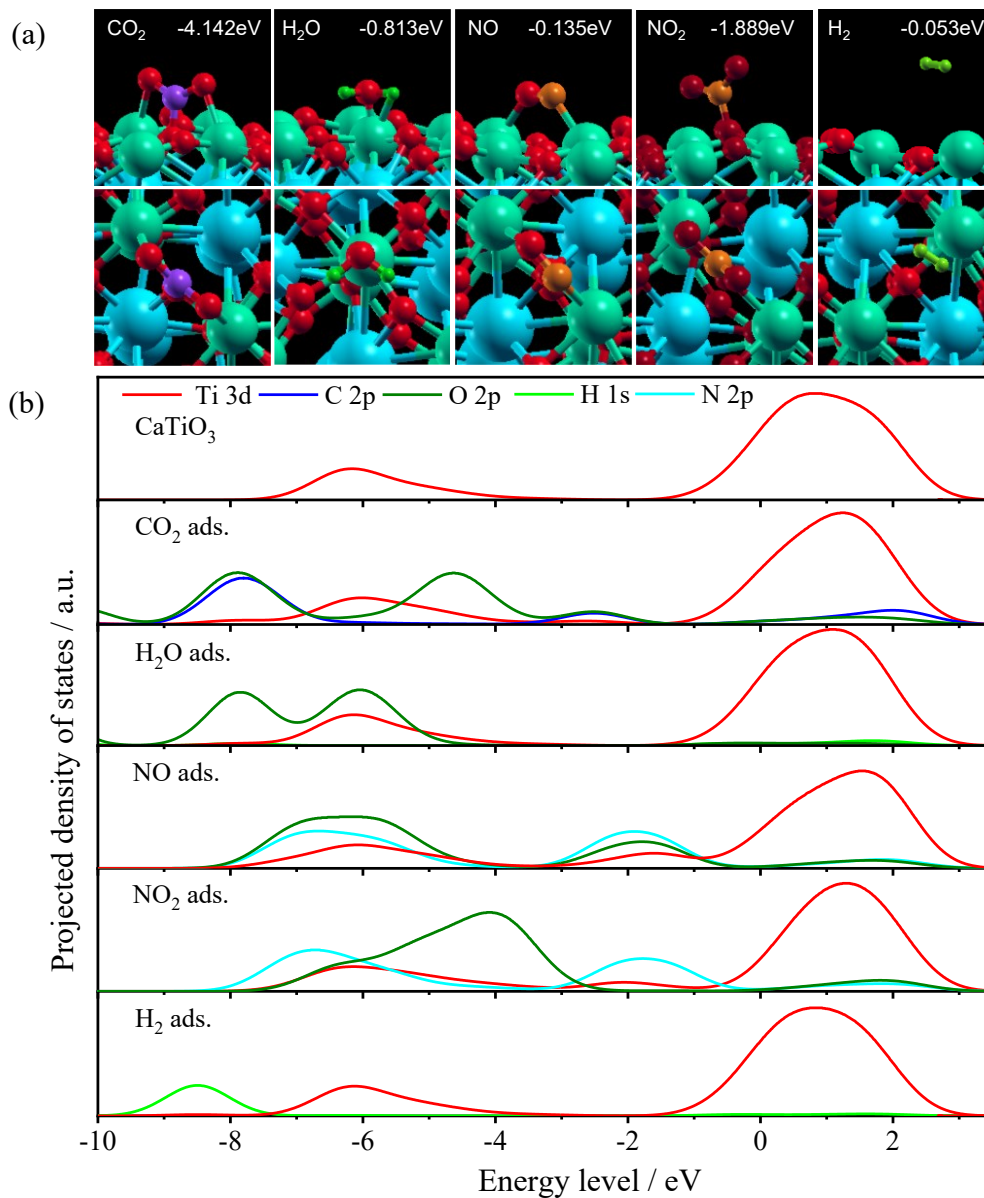 (a)
CO₂ -4.142eV H₂O -0.813eV NO -0.135eV NO₂ -1.889eV H₂ -0.053eV
(b)
Ti 3d C 2p O 2p H 1s N 2p
CaTiO₃
CO₂ ads.
H₂O ads.
NO ads.
NO₂ ads.
H₂ ads.
Projected density of states / a.u.
-10 -8 -6 -4 -2 0 2
Energy level / eV